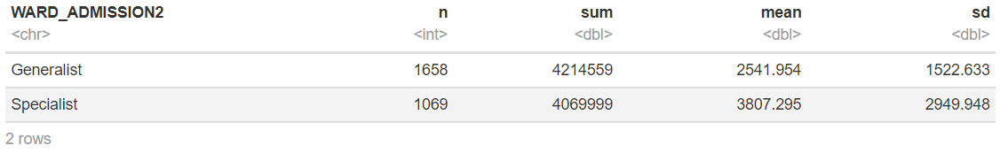 WARD_ADMISSION2 n sum mean sd
<chr> <int> <dbl> <dbl> <dbl>
Generalist 1658 4214559 2541.954 1522.633
Specialist 1069 4069999 3807.295 2949.948
2 rows